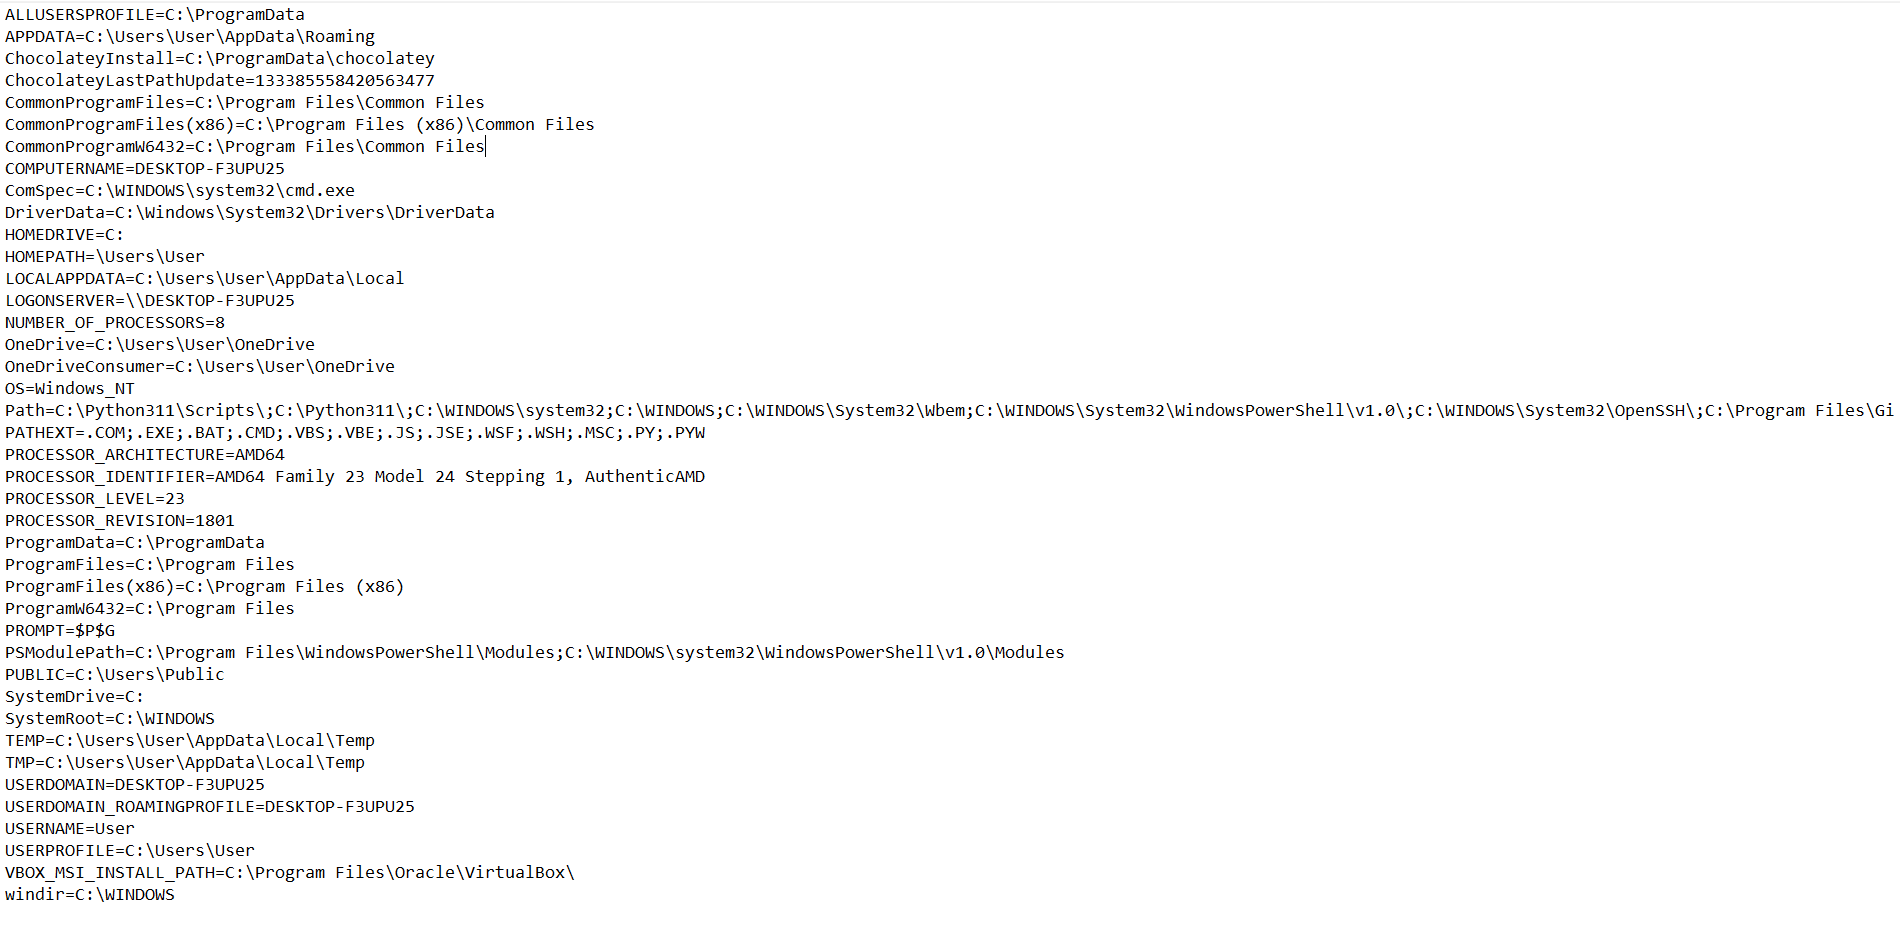 ALLUSERSPROFILE=C:\ProgramData
APPDATA=C:\Users\User\AppData\Roaming
ChocolateyInstall=C:\ProgramData\chocolatey
ChocolateyLastPathUpdate=133385558420563477
CommonProgramFiles=C:\Program Files\Common Files
CommonProgramFiles(x86)=C:\Program Files (x86)\Common Files
CommonProgramW6432=C:\Program Files\Common Files
COMPUTERNAME=DESKTOP-F3UPU25
ComSpec=C:\WINDOWS\system32\cmd.exe
DriverData=C:\Windows\System32\Drivers\DriverData
HOMEDRIVE=C:
HOMEPATH=\Users\User
LOCALAPPDATA=C:\Users\User\AppData\Local
LOGONSERVER=\\DESKTOP-F3UPU25
NUMBER_OF_PROCESSORS=8
OneDrive=C:\Users\User\OneDrive
OneDriveConsumer=C:\Users\User\OneDrive
OS=Windows_NT
Path=C:\Python311\Scripts\;C:\Python311\;C:\WINDOWS\system32;C:\WINDOWS;C:\WINDOWS\System32\Wbem;C:\WINDOWS\System32\WindowsPowerShell\v1.0\;C:\WINDOWS\System32\OpenSSH\;C:\Program Files\Gi
PATHEXT=.COM;.EXE;.BAT;.CMD;.VBS;.VBE;.JS;.JSE;.WSF;.WSH;.MSC;.PY;.PYW
PROCESSOR_ARCHITECTURE=AMD64
PROCESSOR_IDENTIFIER=AMD64 Family 23 Model 24 Stepping 1, AuthenticAMD
PROCESSOR_LEVEL=23
PROCESSOR_REVISION=1801
ProgramData=C:\ProgramData
ProgramFiles=C:\Program Files
ProgramFiles(x86)=C:\Program Files (x86)
ProgramW6432=C:\Program Files
PROMPT=$P$G
PSModulePath=C:\Program Files\WindowsPowerShell\Modules;C:\WINDOWS\system32\WindowsPowerShell\v1.0\Modules
PUBLIC=C:\Users\Public
SystemDrive=C:
SystemRoot=C:\WINDOWS
TEMP=C:\Users\User\AppData\Local\Temp
TMP=C:\Users\User\AppData\Local\Temp
USERDOMAIN=DESKTOP-F3UPU25
USERDOMAIN_ROAMINGPROFILE=DESKTOP-F3UPU25
USERNAME=User
USERPROFILE=C:\Users\User
VBOX_MSI_INSTALL_PATH=C:\Program Files\Oracle\VirtualBox\
windir=C:\WINDOWS